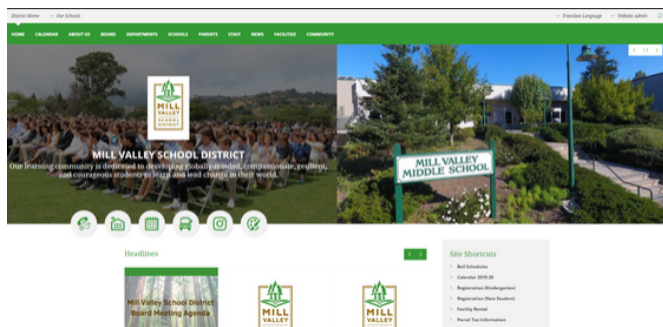 District Home
Our Schools
Translate Language
Website Admin
HOME
CALENDAR
ABOUT US
BOARD
DEPARTMENTS
SCHOOLS
PARENTS
STAFF
NEWS
FACILITIES
COMMUNITY
MILL
VALLEY
SCHOOL
DISTRICT
MILL VALLEY SCHOOL DISTRICT
Our learning community is dedicated to developing globally-minded, compassionate, resilient,
and courageous students to learn and lead change in their world.
MILL VALLEY
MIDDLE SCHOOL
Headlines
Mill Valley School District
Board Meeting Agenda
MILL
VALLEY
MILL
VALLEY
Site Shortcuts
Bell Schedules
Calendar 2019-20
Registration (Kindergarten)
Registration (New Student)
Facility Rental
Parcel Tax Information